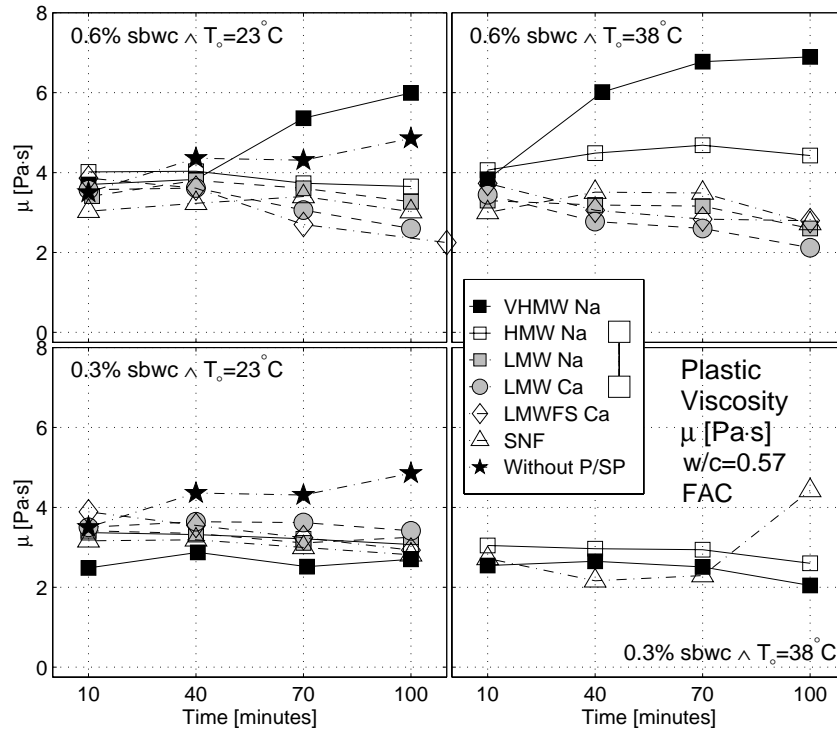 8
6
4
2
0
μ [Pa·s]
0.6% sbwc ∧ T₀=23°C
0.6% sbwc ∧ T₀=38°C
8
6
4
2
0
μ [Pa·s]
0.3% sbwc ∧ T₀=23°C
VHMW Na
HMW Na
LMW Na
LMW Ca
LMWFS Ca
SNF
Without P/SP
Plastic
Viscosity
μ [Pa·s]
w/c=0.57
FAC
0.3% sbwc ∧ T₀=38°C
10 40 70 100
Time [minutes]
10 40 70 100
Time [minutes]